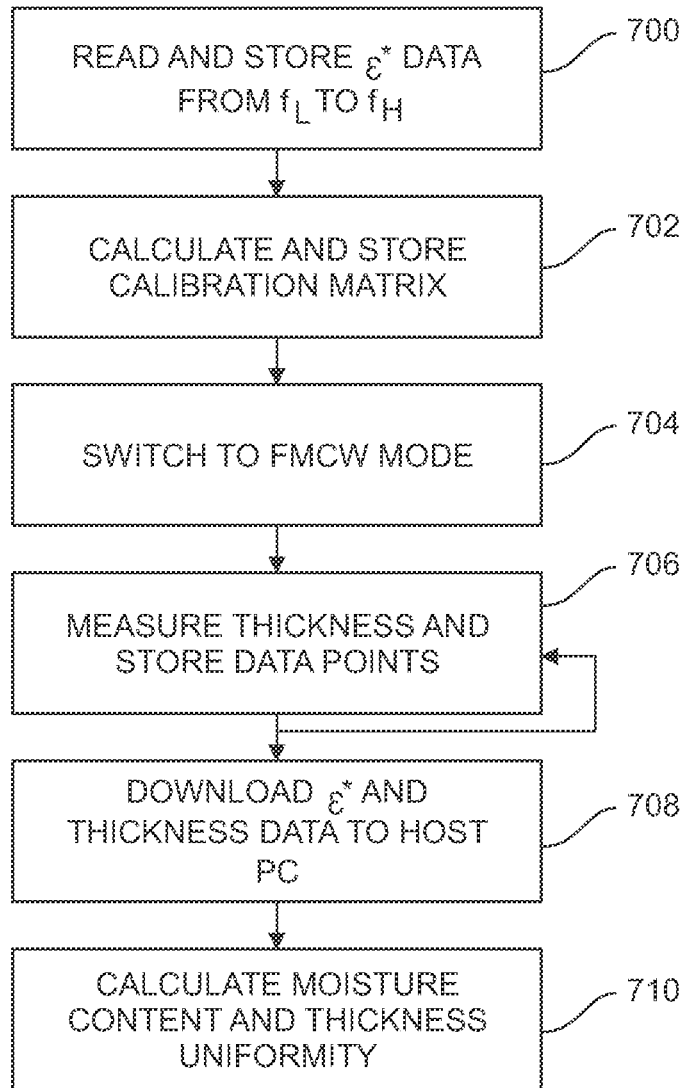 READ AND STORE ε* DATA
FROM fL TO fH
700
CALCULATE AND STORE
CALIBRATION MATRIX
702
SWITCH TO FMCW MODE
704
MEASURE THICKNESS AND
STORE DATA POINTS
706
DOWNLOAD ε* AND
THICKNESS DATA TO HOST
PC
708
CALCULATE MOISTURE
CONTENT AND THICKNESS
UNIFORMITY
710